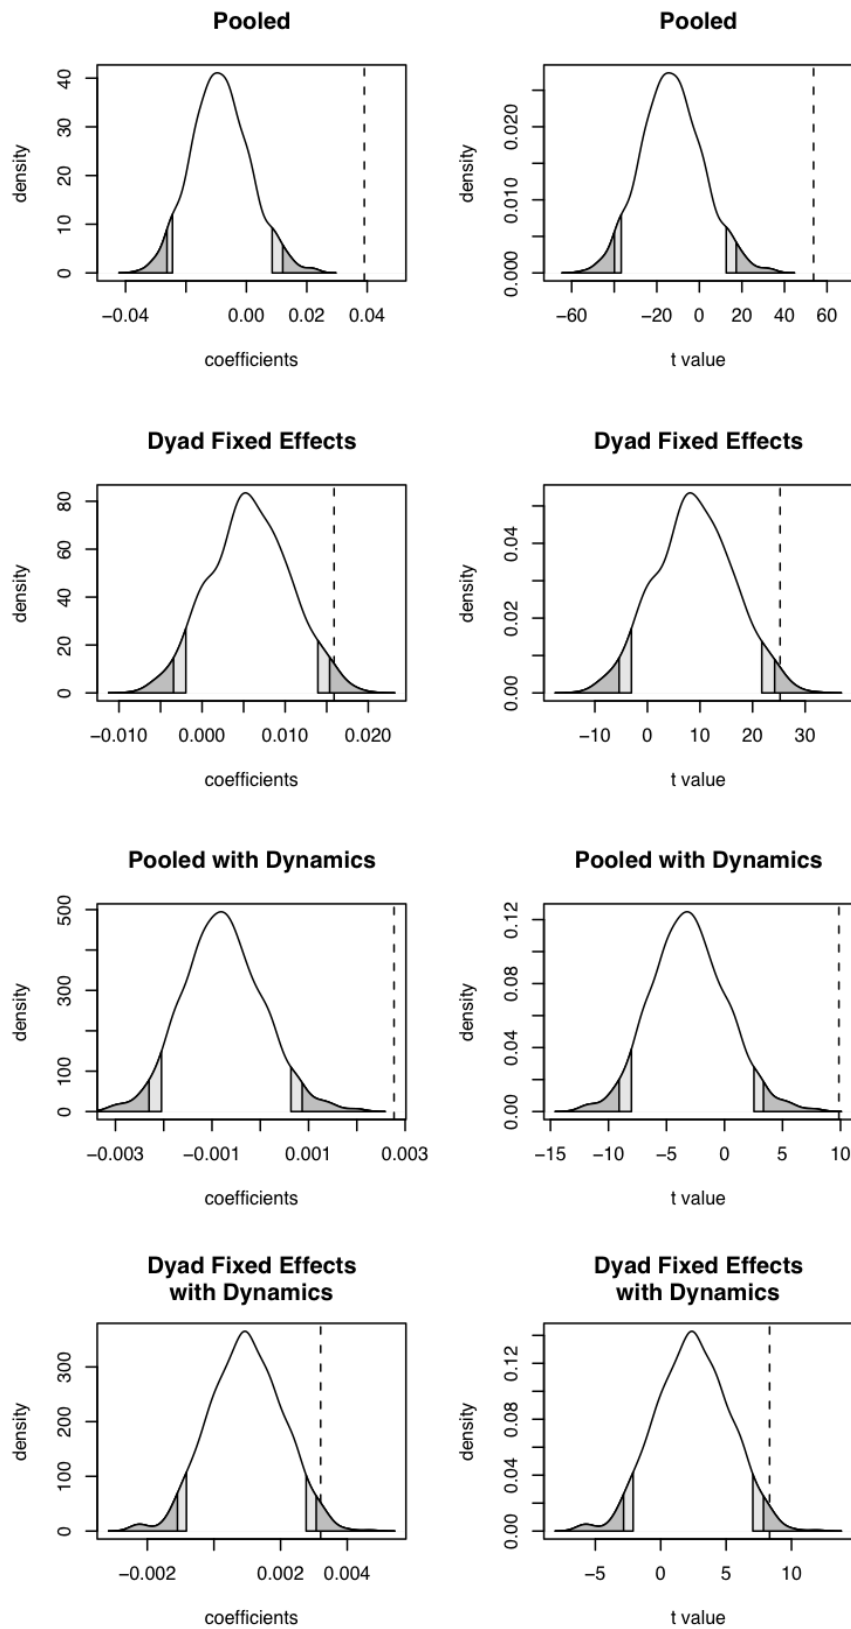 Pooled
Pooled
density
0
10
20
30
40
−0.04
0.00
0.02
0.04
coefficients
density
0.000
0.010
0.020
−60
−20
0
20
40
60
t value
Dyad Fixed Effects
Dyad Fixed Effects
density
0
20
40
60
80
−0.010
0.000
0.010
0.020
coefficients
density
0.00
0.02
0.04
−10
0
10
20
30
t value
Pooled with Dynamics
Pooled with Dynamics
density
0
100
300
500
−0.003
−0.001
0.001
0.003
coefficients
density
0.00
0.04
0.08
0.12
−15
−10
−5
0
5
10
t value
Dyad Fixed Effects
with Dynamics
Dyad Fixed Effects
with Dynamics
density
0
100
200
300
−0.002
0.002
0.004
coefficients
density
0.00
0.04
0.08
0.12
−5
0
5
10
t value